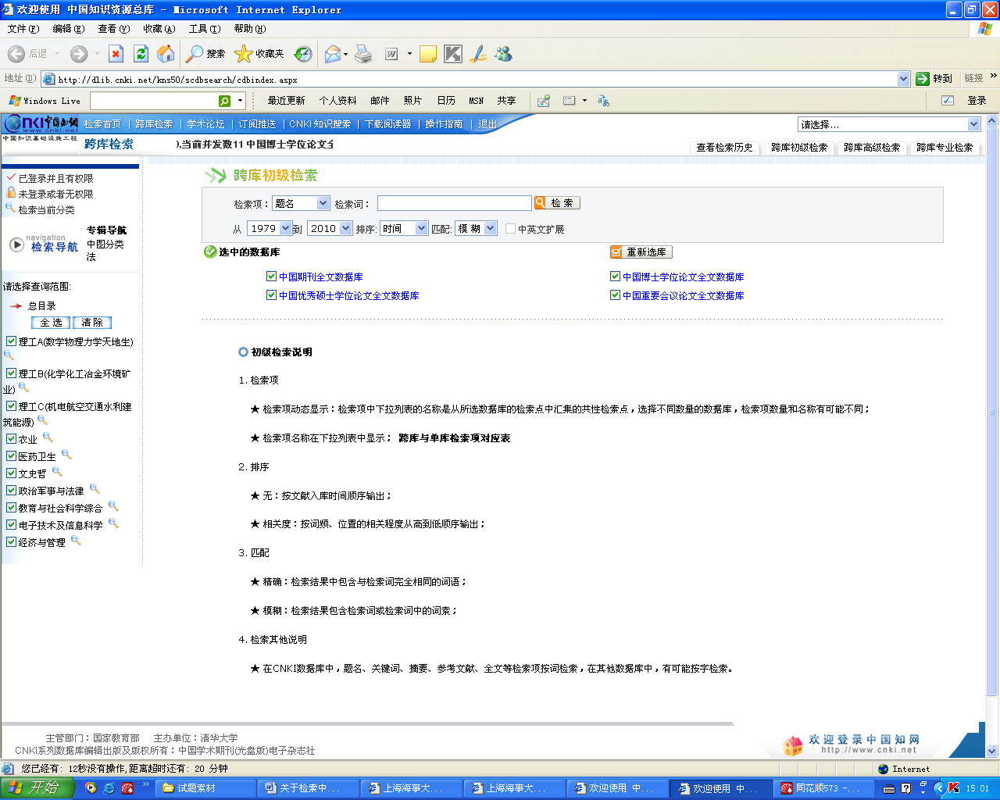 欢迎使用 中国知识资源总库 - Microsoft Internet Explorer
文件(F) 编辑(E) 查看(V) 收藏(A) 工具(T) 帮助(H)
后退 搜索 收藏夹
地址(D) http://dlib.cnki.net/kns50/scdbsearch/cdbindex.aspx 转到 链接 »
Windows Live 最近更新 个人资料 邮件 照片 日历 MSN 共享 登录
CNKI 中国知网 www.cnki.net 中国知识基础设施工程
检索首页 | 跨库检索 | 学术论坛 | 订阅推送 | CNKI知识搜索 | 下载阅读器 | 操作指南 | 退出
请选择...
跨库检索 ),当前并发数11 中国博士学位论文全
查看检索历史 跨库初级检索 跨库高级检索 跨库专业检索
已登录并且有权限
未登录或者无权限
检索当前分类
navigation 检索导航
专辑导航
中图分类法
请选择查询范围:
总目录
全选 清除
理工A(数学物理力学天地生)
理工B(化学化工冶金环境矿业)
理工C(机电航空交通水利建筑能源)
农业
医药卫生
文史哲
政治军事与法律
教育与社会科学综合
电子技术及信息科学
经济与管理
跨库初级检索
检索项： 题名 检索词： 检索
从 1979 到 2010 排序: 时间 匹配: 模糊 中英文扩展
选中的数据库 重新选库
中国期刊全文数据库 中国博士学位论文全文数据库
中国优秀硕士学位论文全文数据库 中国重要会议论文全文数据库
初级检索说明
1. 检索项
★ 检索项动态显示：检索项中下拉列表的名称是从所选数据库的检索点中汇集的共性检索点，选择不同数量的数据库，检索项数量和名称有可能不同；
★ 检索项名称在下拉列表中显示； 跨库与单库检索项对应表
2. 排序
★ 无：按文献入库时间顺序输出；
★ 相关度：按词频、位置的相关程度从高到低顺序输出；
3. 匹配
★ 精确：检索结果中包含与检索词完全相同的词语；
★ 模糊：检索结果包含检索词或检索词中的词素；
4. 检索其他说明
★ 在CNKI数据库中，题名、关键词、摘要、参考文献、全文等检索项按词检索，在其他数据库中，有可能按字检索。
主管部门：国家教育部 主办单位：清华大学
CNKI系列数据库编辑出版及版权所有：中国学术期刊(光盘版)电子杂志社
欢迎登录中国知网
http://www.cnki.net
您已经有: 12秒没有操作,距离超时还有: 20 分钟 Internet
开始 » 试题素材 关于检索中... 上海海事大... 上海海事大... 欢迎使用 中... 欢迎使用 中... 同花顺573 -... 15:01